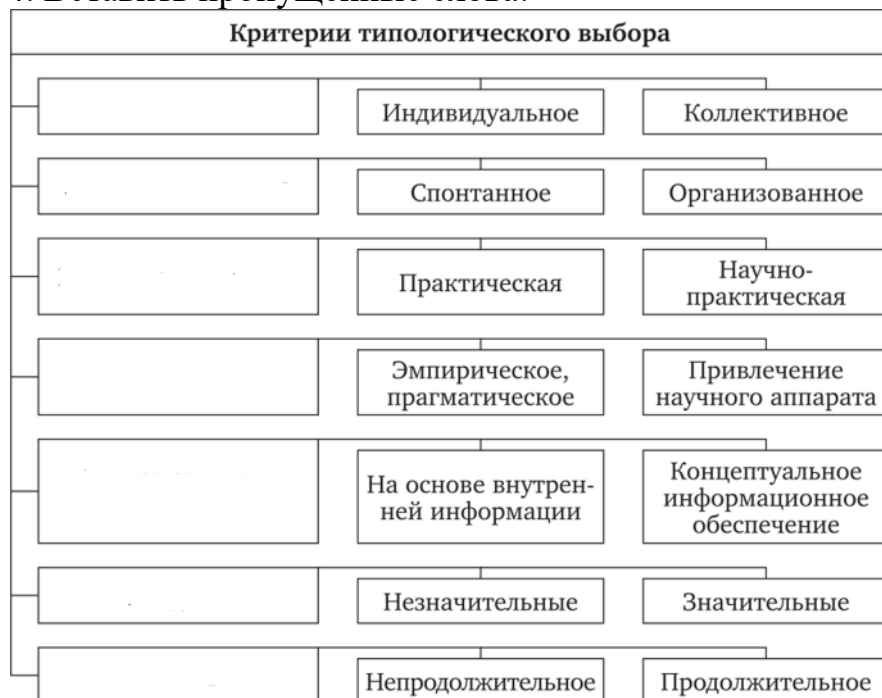 Критерии типологического выбора
Индивидуальное
Коллективное
Спонтанное
Организованное
Практическая
Научно-
практическая
Эмпирическое,
прагматическое
Привлечение
научного аппарата
На основе внутрен-
ней информации
Концептуальное
информационное
обеспечение
Незначительные
Значительные
Непродолжительное
Продолжительное